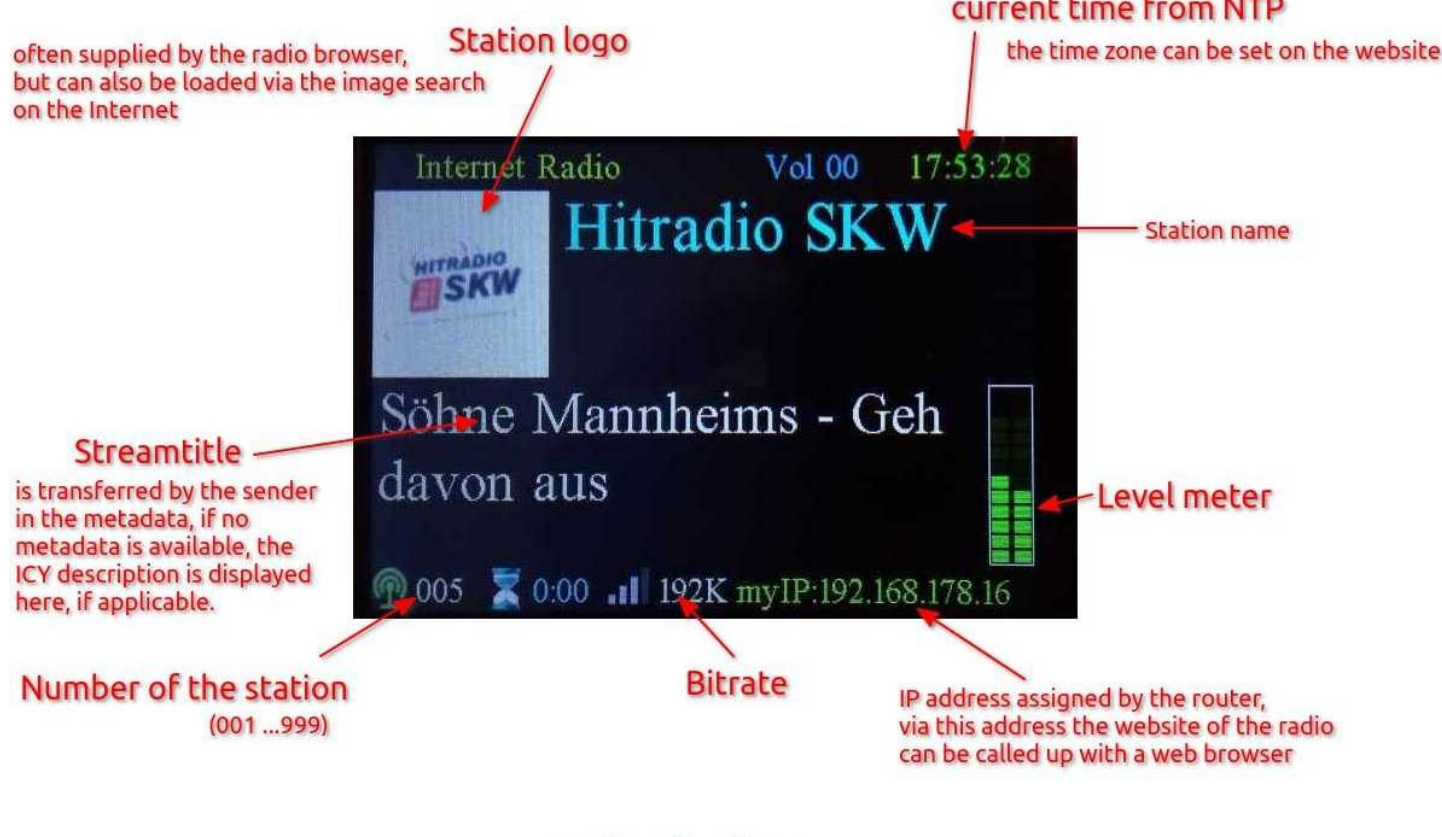 current time from NTP
the time zone can be set on the website
Station logo
often supplied by the radio browser,
but can also be loaded via the image search
on the Internet
Internet Radio Vol 00 17:53:28
Hitradio SKW
Station name
HITRADIO
SKW
Söhne Mannheims - Geh
davon aus
Streamtitle
is transferred by the sender
in the metadata, if no
metadata is available, the
ICY description is displayed
here, if applicable.
Level meter
005 0:00 192K myIP:192.168.178.16
Number of the station
(001 ...999)
Bitrate
IP address assigned by the router,
via this address the website of the radio
can be called up with a web browser